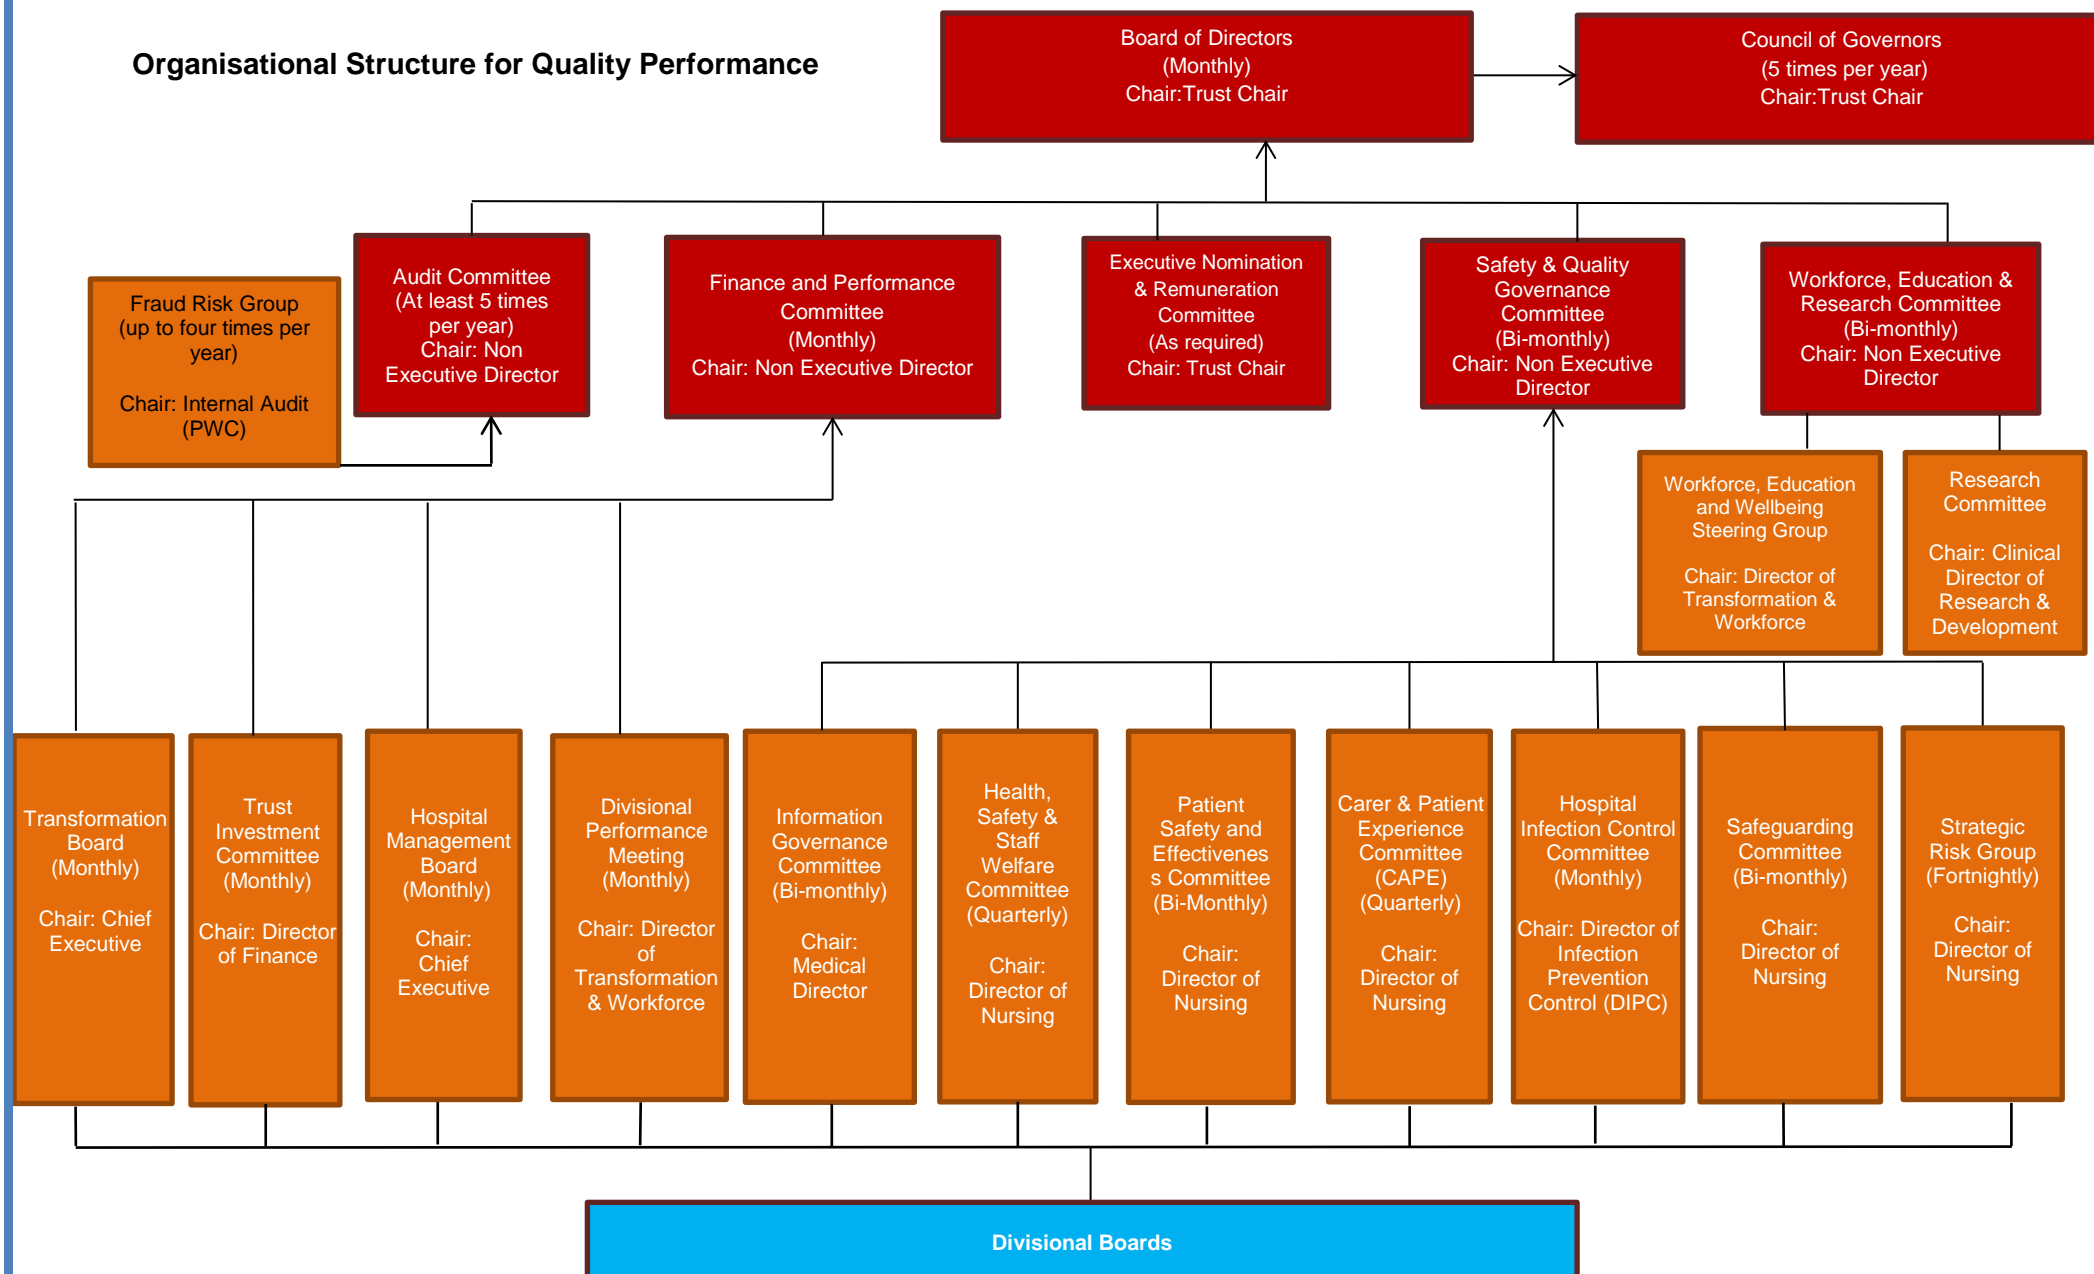 Organisational Structure for Quality Performance
Board of Directors
(Monthly)
Chair:Trust Chair
Council of Governors
(5 times per year)
Chair:Trust Chair
Fraud Risk Group
(up to four times per
year)
Chair: Internal Audit
(PWC)
Audit Committee
(At least 5 times
per year)
Chair: Non
Executive Director
Finance and Performance
Committee
(Monthly)
Chair: Non Executive Director
Executive Nomination
& Remuneration
Committee
(As required)
Chair: Trust Chair
Safety & Quality
Governance
Committee
(Bi-monthly)
Chair: Non Executive
Director
Workforce, Education &
Research Committee
(Bi-monthly)
Chair: Non Executive
Director
Workforce, Education
and Wellbeing
Steering Group
Chair: Director of
Transformation &
Workforce
Research
Committee
Chair: Clinical
Director of
Research &
Development
Transformation
Board
(Monthly)
Chair: Chief
Executive
Trust
Investment
Committee
(Monthly)
Chair: Director
of Finance
Hospital
Management
Board
(Monthly)
Chair:
Chief
Executive
Divisional
Performance
Meeting
(Monthly)
Chair: Director
of
Transformation
& Workforce
Information
Governance
Committee
(Bi-monthly)
Chair:
Medical
Director
Health,
Safety &
Staff
Welfare
Committee
(Quarterly)
Chair:
Director of
Nursing
Patient
Safety and
Effectivenes
s Committee
(Bi-Monthly)
Chair:
Director of
Nursing
Carer & Patient
Experience
Committee
(CAPE)
(Quarterly)
Chair:
Director of
Nursing
Hospital
Infection Control
Committee
(Monthly)
Chair: Director of
Infection
Prevention
Control (DIPC)
Safeguarding
Committee
(Bi-monthly)
Chair:
Director of
Nursing
Strategic
Risk Group
(Fortnightly)
Chair:
Director of
Nursing
Divisional Boards